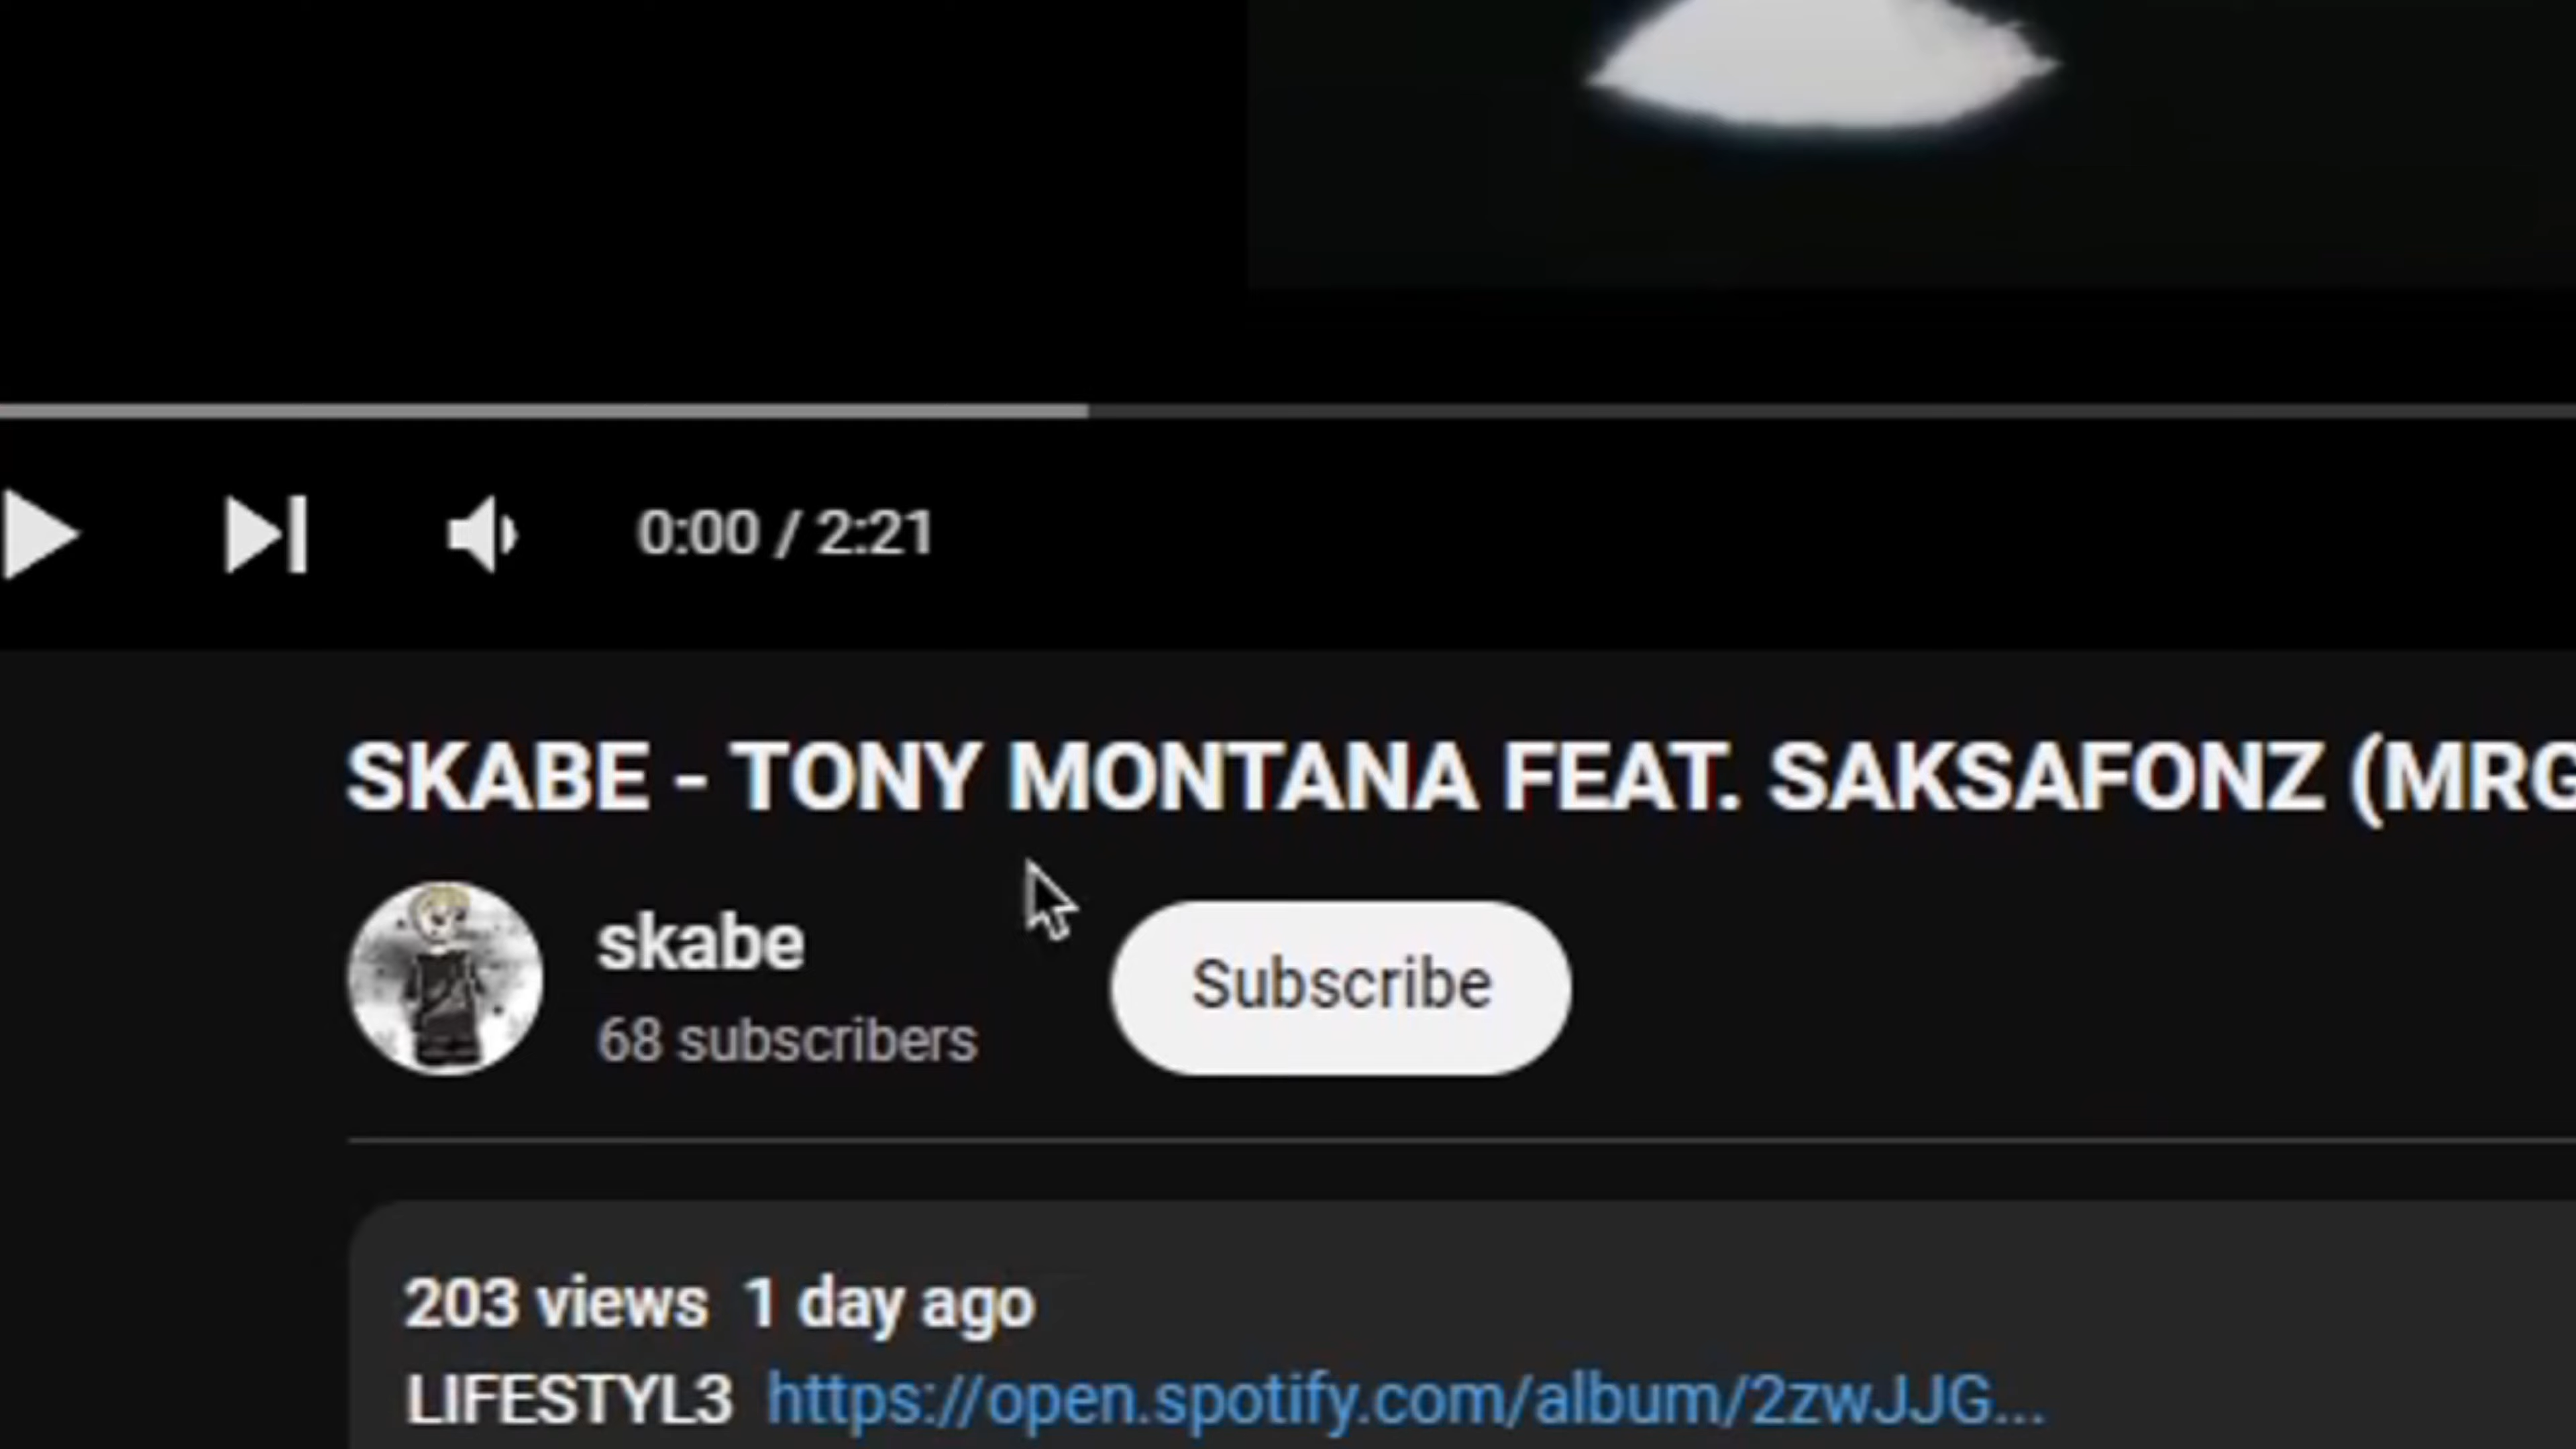 0:00 / 2:21
SKABE - TONY MONTANA FEAT. SAKSAFONZ (MRG
skabe
68 subscribers
Subscribe
203 views 1 day ago
LIFESTYL3 https://open.spotify.com/album/2zwJJG...